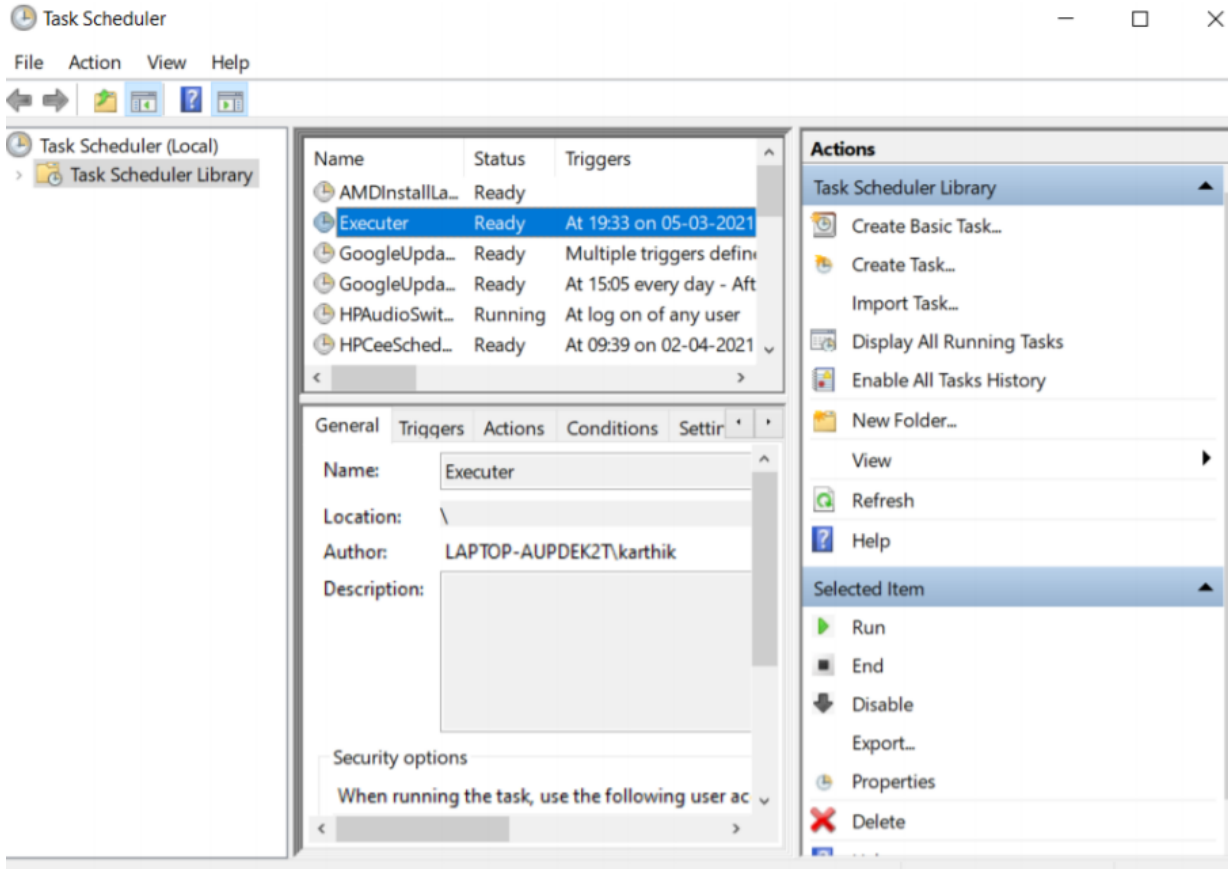 Task Scheduler
File Action View Help
Task Scheduler (Local)
Task Scheduler Library
Name Status Triggers
AMDInstallLa... Ready
Executer Ready At 19:33 on 05-03-2021
GoogleUpda... Ready Multiple triggers define
GoogleUpda... Ready At 15:05 every day - Aft
HPAudioSwit... Running At log on of any user
HPCeeSched... Ready At 09:39 on 02-04-2021
General Triggers Actions Conditions Settin
Name: Executer
Location: \
Author: LAPTOP-AUPDEK2T\karthik
Description:
Security options
When running the task, use the following user ac
Actions
Task Scheduler Library
Create Basic Task...
Create Task...
Import Task...
Display All Running Tasks
Enable All Tasks History
New Folder...
View
Refresh
Help
Selected Item
Run
End
Disable
Export...
Properties
Delete